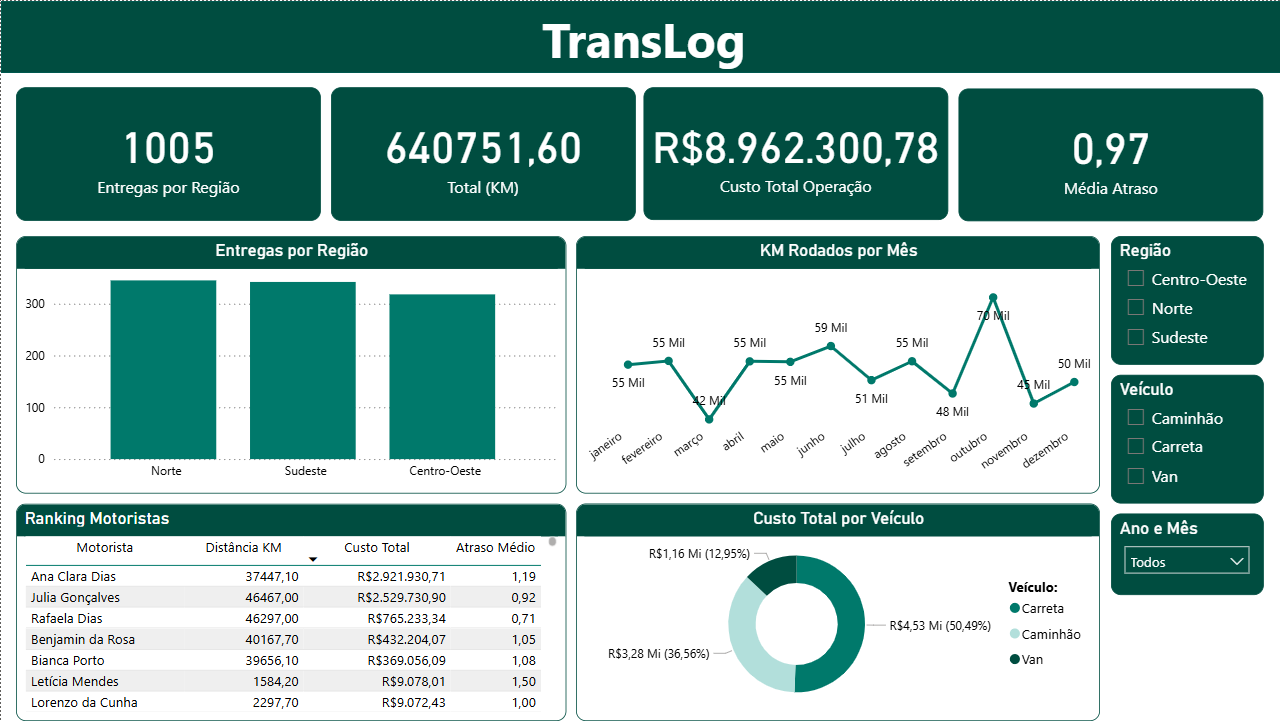 TransLog
1005
Entregas por Região
640751,60
Total (KM)
R$8.962.300,78
Custo Total Operação
0,97
Média Atraso
Entregas por Região
300
200
100
0
Norte Sudeste Centro-Oeste
KM Rodados por Mês
55 Mil 55 Mil 42 Mil 55 Mil 55 Mil 59 Mil 51 Mil 55 Mil 48 Mil 70 Mil 45 Mil 50 Mil
janeiro fevereiro março abril maio junho julho agosto setembro outubro novembro dezembro
Região
Centro-Oeste
Norte
Sudeste
Veículo
Caminhão
Carreta
Van
Ano e Mês
Todos
Ranking Motoristas
Motorista Distância KM Custo Total Atraso Médio
Ana Clara Dias 37447,10 R$2.921.930,71 1,19
Julia Gonçalves 46467,00 R$2.529.730,90 0,92
Rafaela Dias 46297,00 R$765.233,34 0,71
Benjamin da Rosa 40167,70 R$432.204,07 1,05
Bianca Porto 39656,10 R$369.056,09 1,08
Letícia Mendes 1584,20 R$9.078,01 1,50
Lorenzo da Cunha 2297,70 R$9.072,43 1,00
Custo Total por Veículo
R$1,16 Mi (12,95%)
R$4,53 Mi (50,49%)
R$3,28 Mi (36,56%)
Veículo:
Carreta
Caminhão
Van